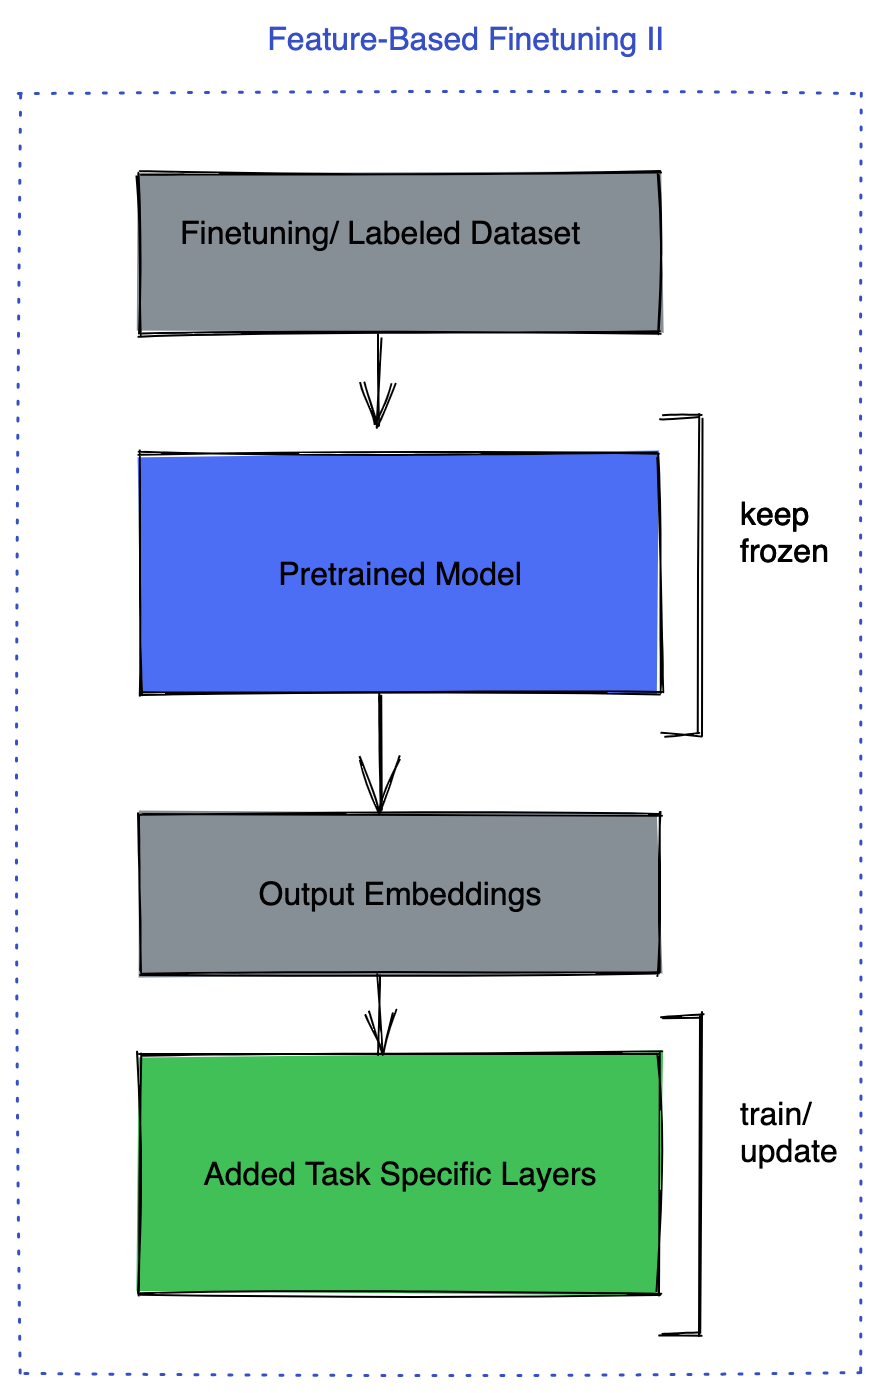 Feature-Based Finetuning II
Finetuning/ Labeled Dataset
keep
frozen
Pretrained Model
Output Embeddings
train/
update
Added Task Specific Layers